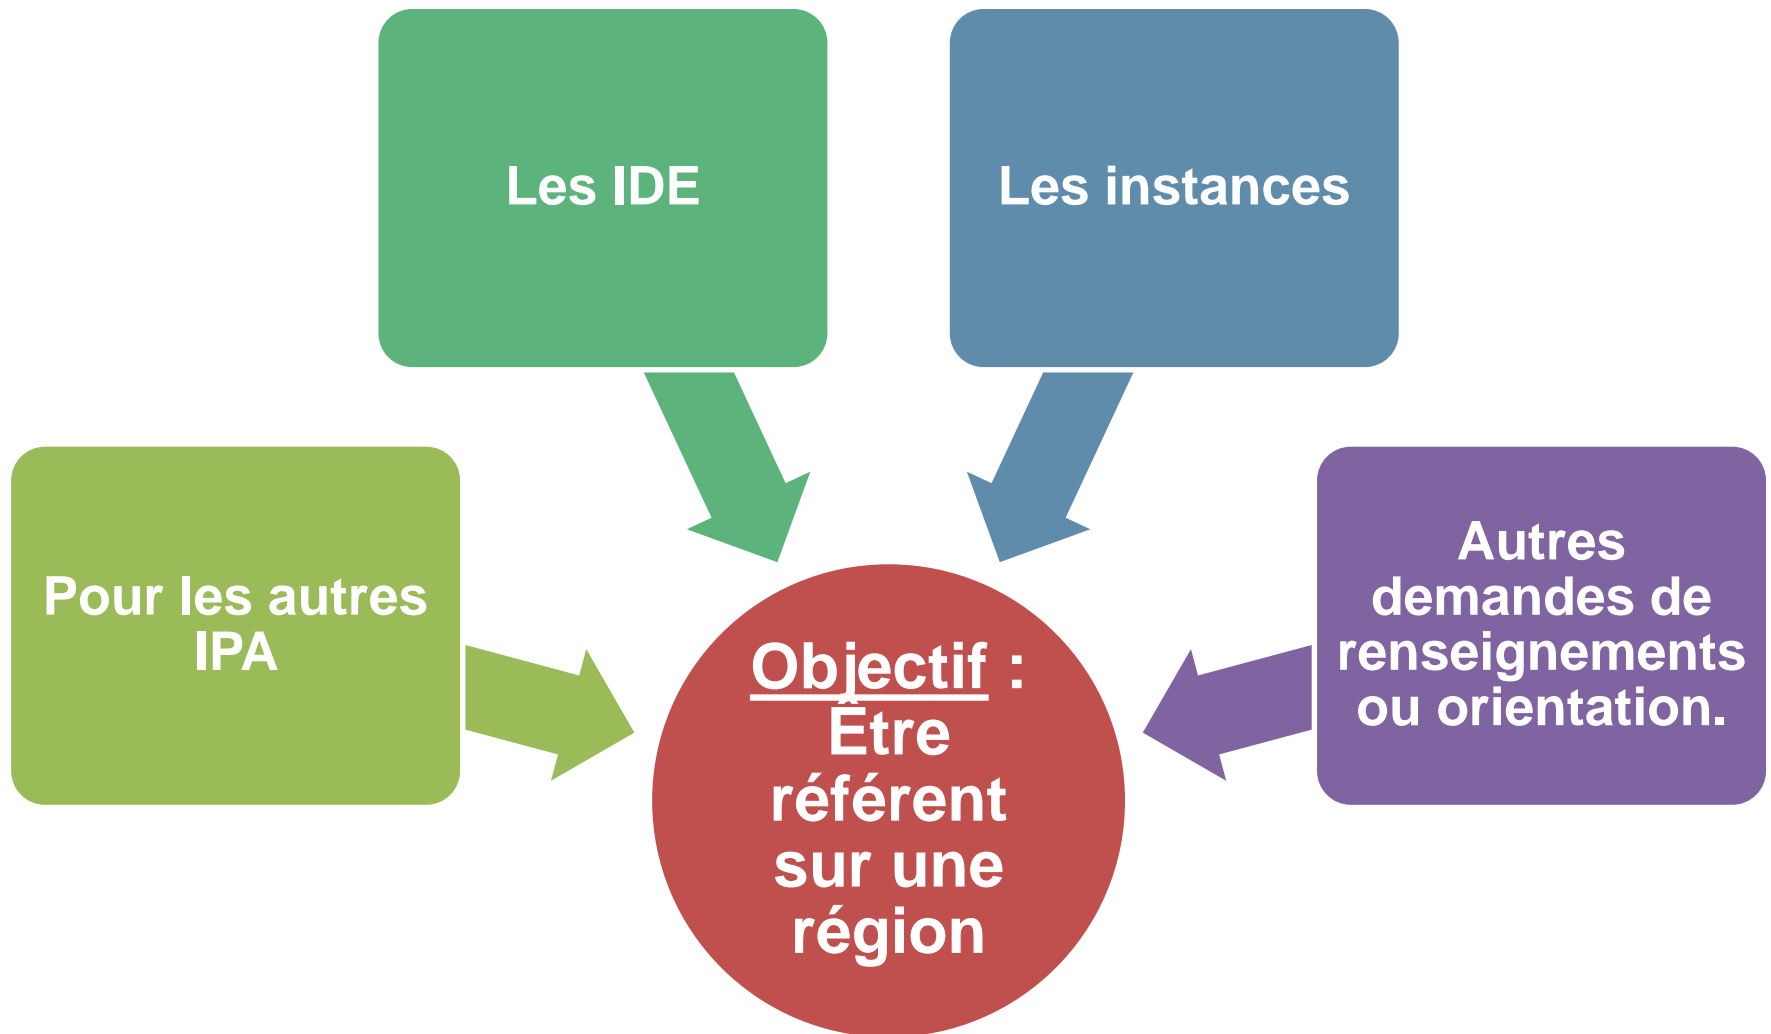 Les IDE
Les instances
Pour les autres
IPA
Autres
demandes de
renseignements
ou orientation.
Objectif :
Être
référent
sur une
région